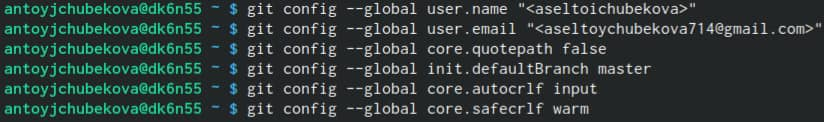 antoyjchubekova@dk6n55 ~ $ git config --global user.name "<aseltoichubekova>"
antoyjchubekova@dk6n55 ~ $ git config --global user.email "<aseltoychubekova714@gmail.com>"
antoyjchubekova@dk6n55 ~ $ git config --global core.quotepath false
antoyjchubekova@dk6n55 ~ $ git config --global init.defaultBranch master
antoyjchubekova@dk6n55 ~ $ git config --global core.autocrlf input
antoyjchubekova@dk6n55 ~ $ git config --global core.safecrlf warm